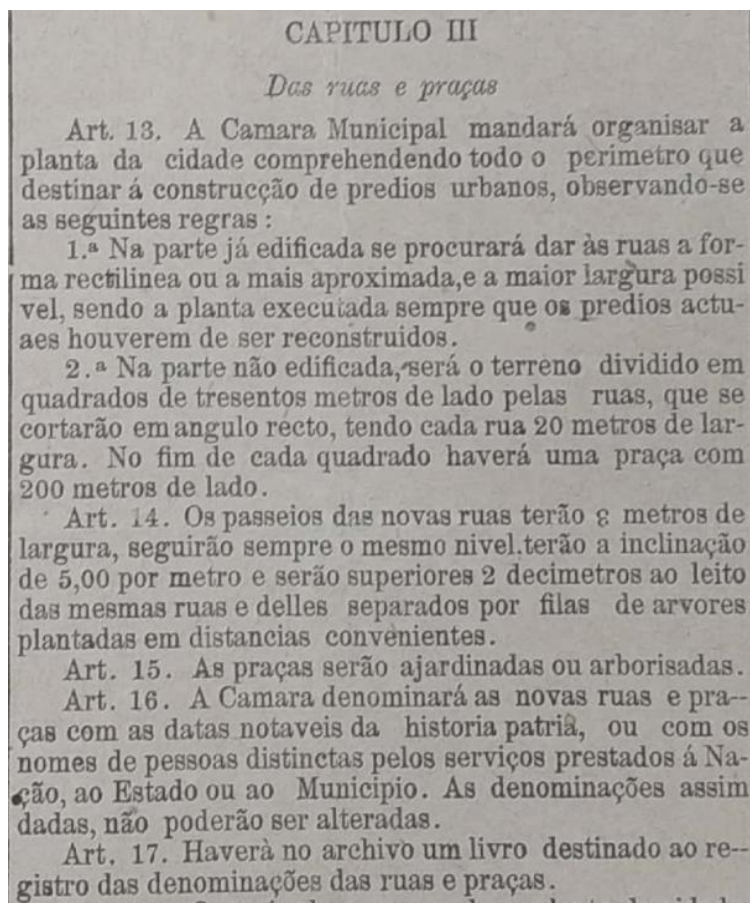 CAPITULO III
Das ruas e praças
Art. 13. A Camara Municipal mandará organisar a
planta da cidade comprehendendo todo o perimetro que
destinar á construcção de predios urbanos, observando-se
as seguintes regras :
1.ª Na parte já edificada se procurará dar às ruas a for-
ma rectilinea ou a mais aproximada,e a maior largura possi
vel, sendo a planta executada sempre que os predios actu-
aes houverem de ser reconstruidos.
2.ª Na parte não edificada, será o terreno dividido em
quadrados de tresentos metros de lado pelas ruas, que se
cortarão em angulo recto, tendo cada rua 20 metros de lar-
gura. No fim de cada quadrado haverá uma praça com
200 metros de lado.
Art. 14. Os passeios das novas ruas terão metros de
largura, seguirão sempre o mesmo nivel.terão a inclinação
de 5,00 por metro e serão superiores 2 decimetros ao leito
das mesmas ruas e delles separados por filas de arvores
plantadas em distancias convenientes.
Art. 15. As praças serão ajardinadas ou arborisadas.
Art. 16. A Camara denominará as novas ruas e pra--
ças com as datas notaveis da historia patria, ou com os
nomes de pessoas distinctas pelos serviços prestados á Na-
ção, ao Estado ou ao Municipio. As denominações assim
dadas, não poderão ser alteradas.
Art. 17. Haverà no archivo um livro destinado ao re--
gistro das denominações das ruas e praças.